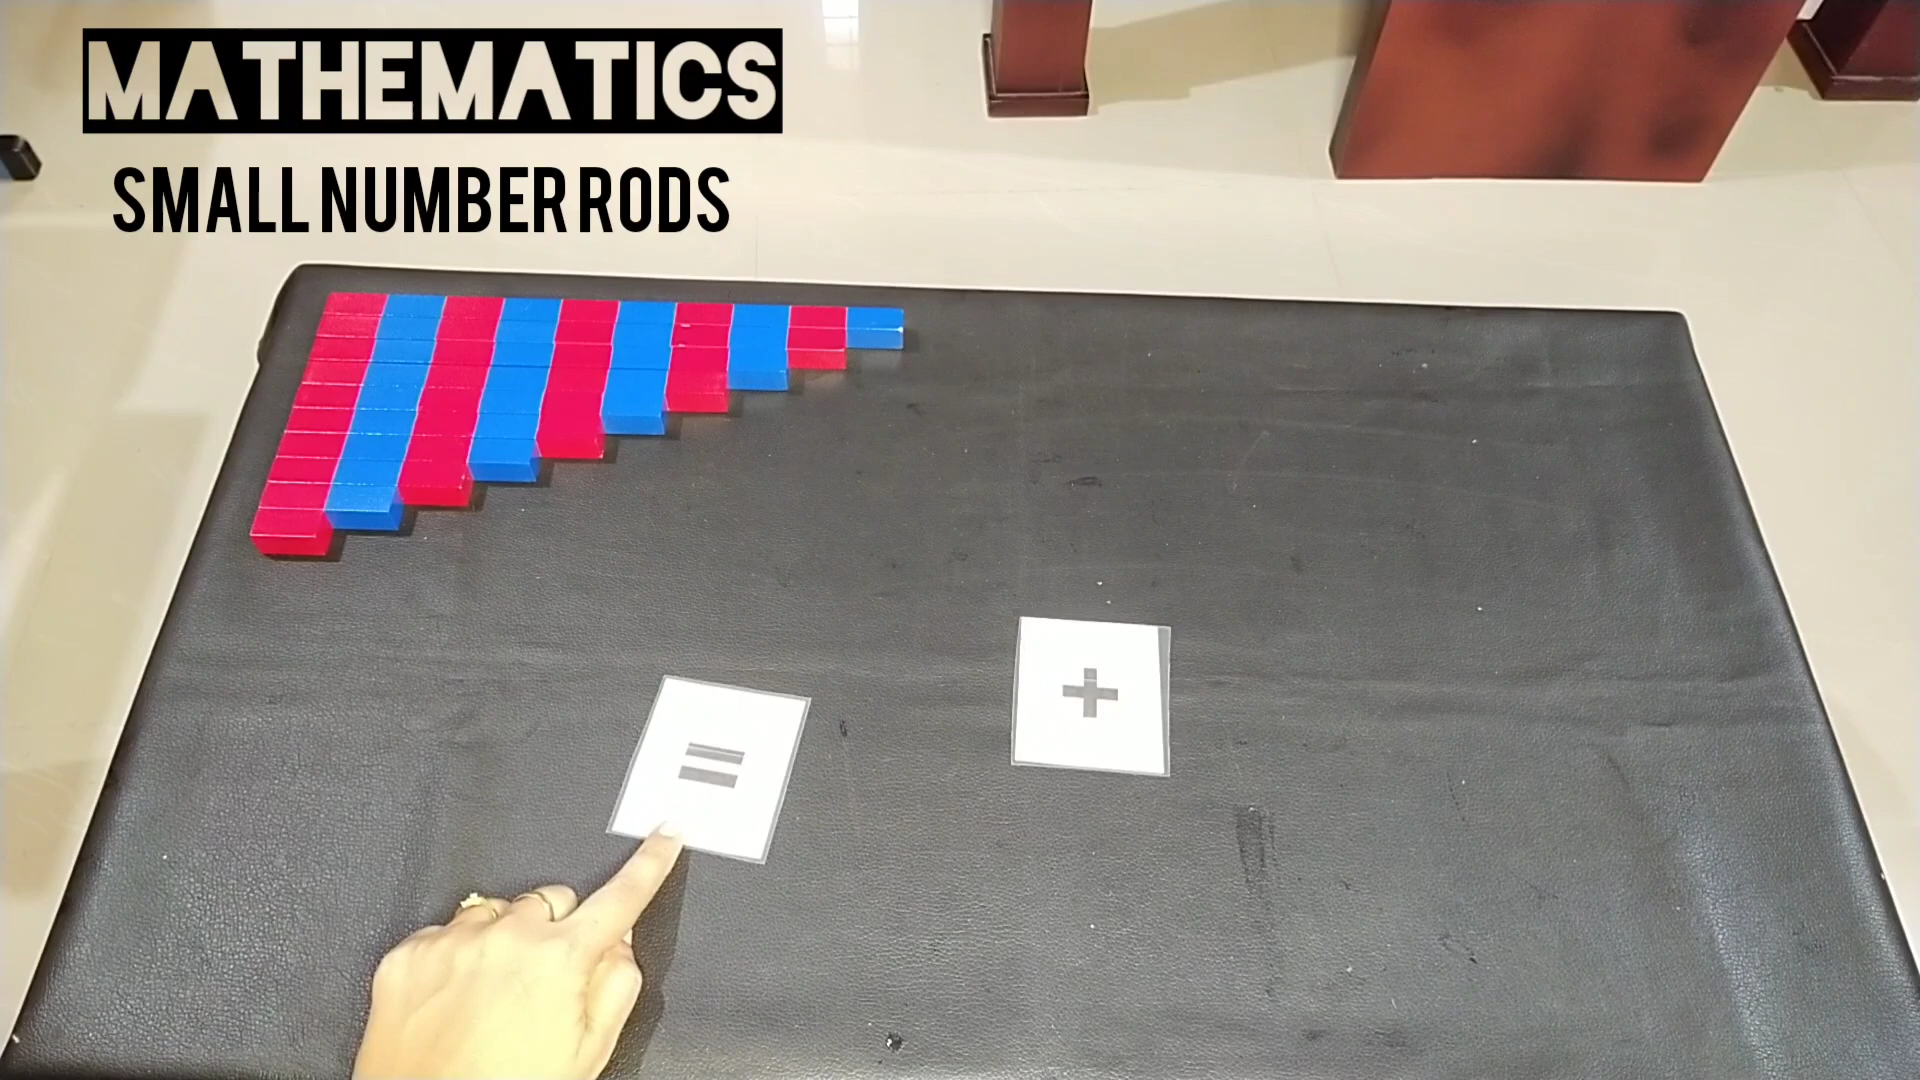 MATHEMATICS
SMALL NUMBER RODS
= +